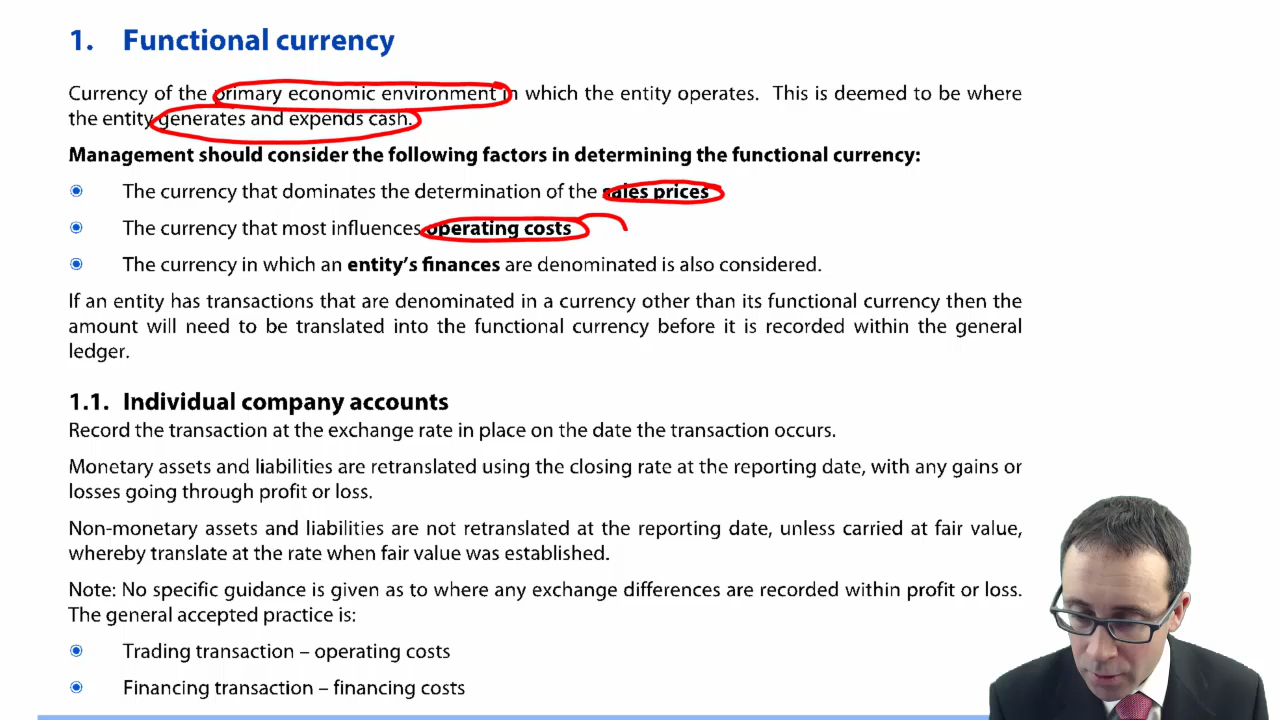 1. Functional currency
Currency of the primary economic environment in which the entity operates. This is deemed to be where
the entity generates and expends cash.
Management should consider the following factors in determining the functional currency:
The currency that dominates the determination of the sales prices
The currency that most influences operating costs
The currency in which an entity's finances are denominated is also considered.
If an entity has transactions that are denominated in a currency other than its functional currency then the
amount will need to be translated into the functional currency before it is recorded within the general
ledger.
1.1. Individual company accounts
Record the transaction at the exchange rate in place on the date the transaction occurs.
Monetary assets and liabilities are retranslated using the closing rate at the reporting date, with any gains or
losses going through profit or loss.
Non-monetary assets and liabilities are not retranslated at the reporting date, unless carried at fair value,
whereby translate at the rate when fair value was established.
Note: No specific guidance is given as to where any exchange differences are recorded within profit or loss.
The general accepted practice is:
Trading transaction – operating costs
Financing transaction – financing costs